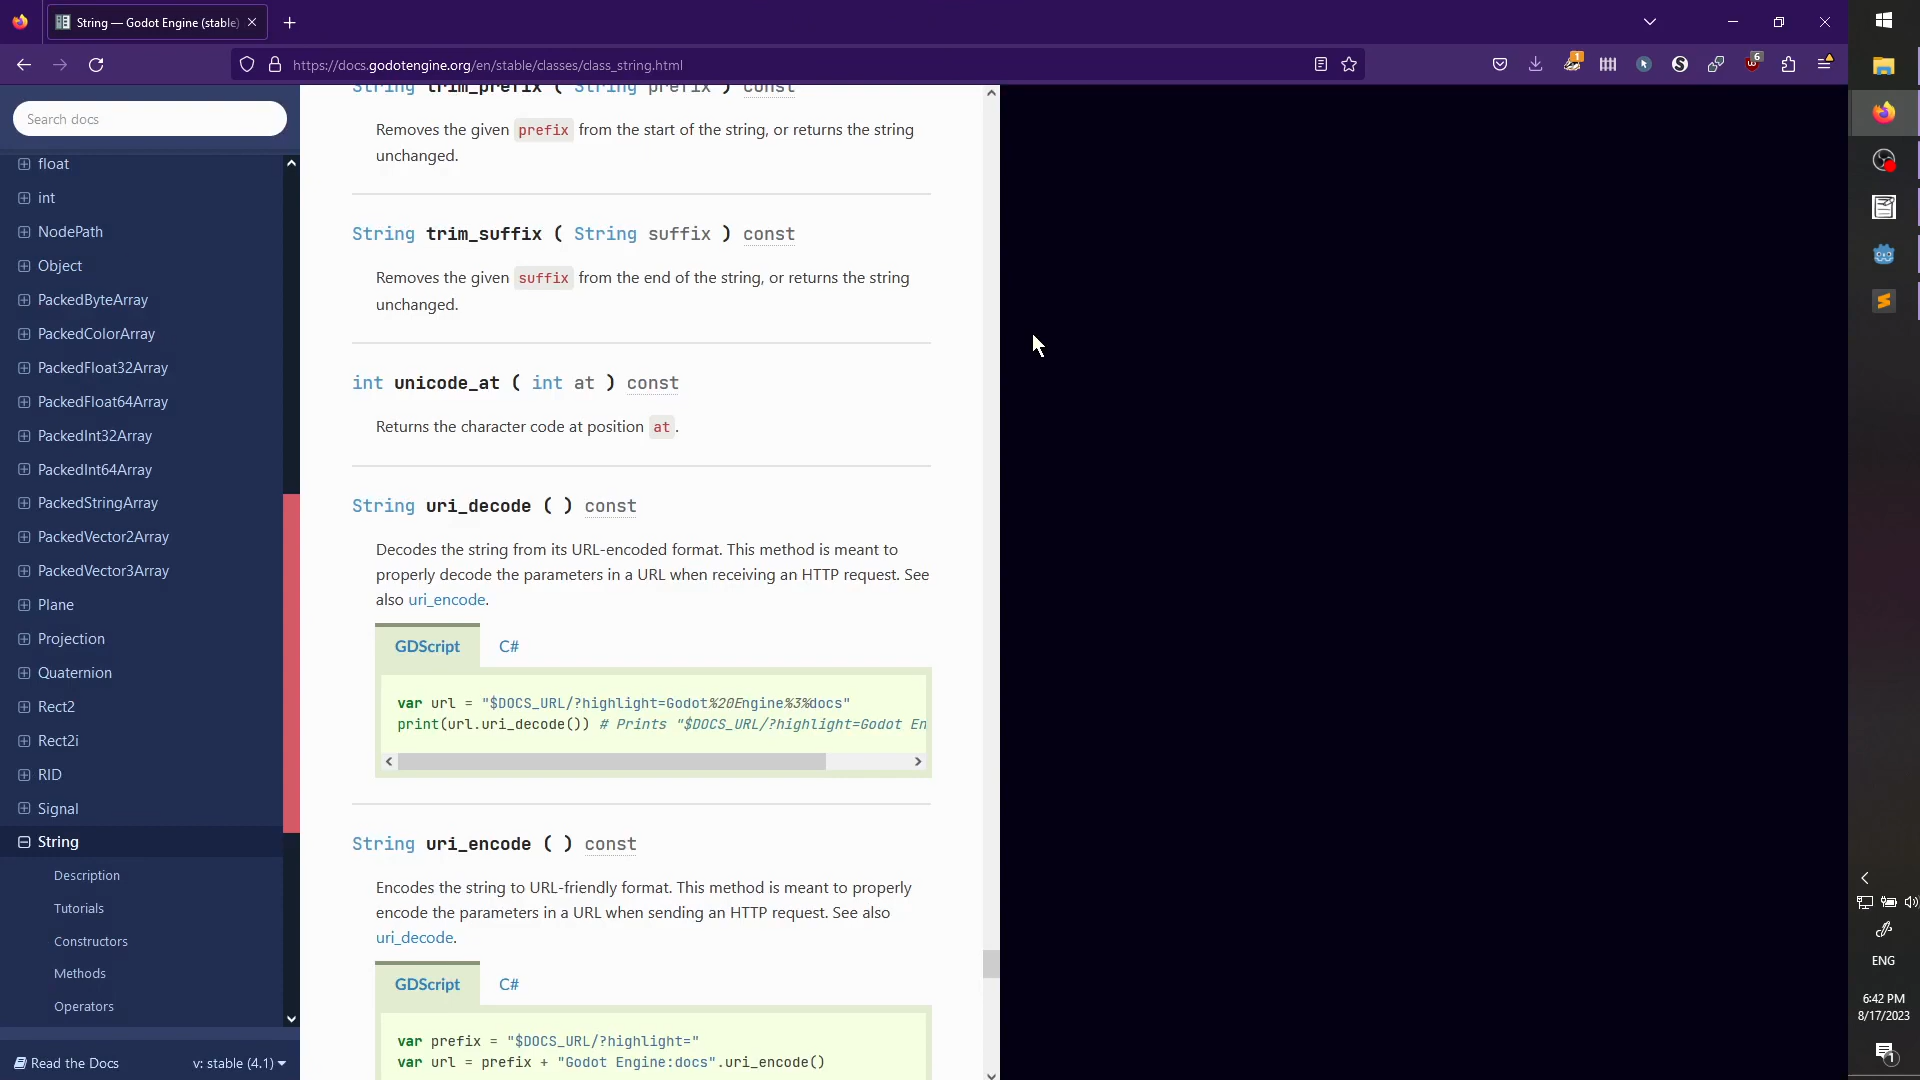 String — Godot Engine (stable)
https://docs.godotengine.org/en/stable/classes/class_string.html
1
6
Search docs
float
int
NodePath
Object
PackedByteArray
PackedColorArray
PackedFloat32Array
PackedFloat64Array
PackedInt32Array
PackedInt64Array
PackedStringArray
PackedVector2Array
PackedVector3Array
Plane
Projection
Quaternion
Rect2
Rect2i
RID
Signal
String
Description
Tutorials
Constructors
Methods
Operators
Read the Docs
v: stable (4.1)
String trim_prefix ( String prefix ) const
Removes the given prefix from the start of the string, or returns the string
unchanged.
String trim_suffix ( String suffix ) const
Removes the given suffix from the end of the string, or returns the string
unchanged.
int unicode_at ( int at ) const
Returns the character code at position at.
String uri_decode ( ) const
Decodes the string from its URL-encoded format. This method is meant to
properly decode the parameters in a URL when receiving an HTTP request. See
also uri_encode.
GDScript C#
var url = "$DOCS_URL/?highlight=Godot%20Engine%3%docs"
print(url.uri_decode()) # Prints "$DOCS_URL/?highlight=Godot En
String uri_encode ( ) const
Encodes the string to URL-friendly format. This method is meant to properly
encode the parameters in a URL when sending an HTTP request. See also
uri_decode.
GDScript C#
var prefix = "$DOCS_URL/?highlight="
var url = prefix + "Godot Engine:docs".uri_encode()
ENG
6:42 PM
8/17/2023
1